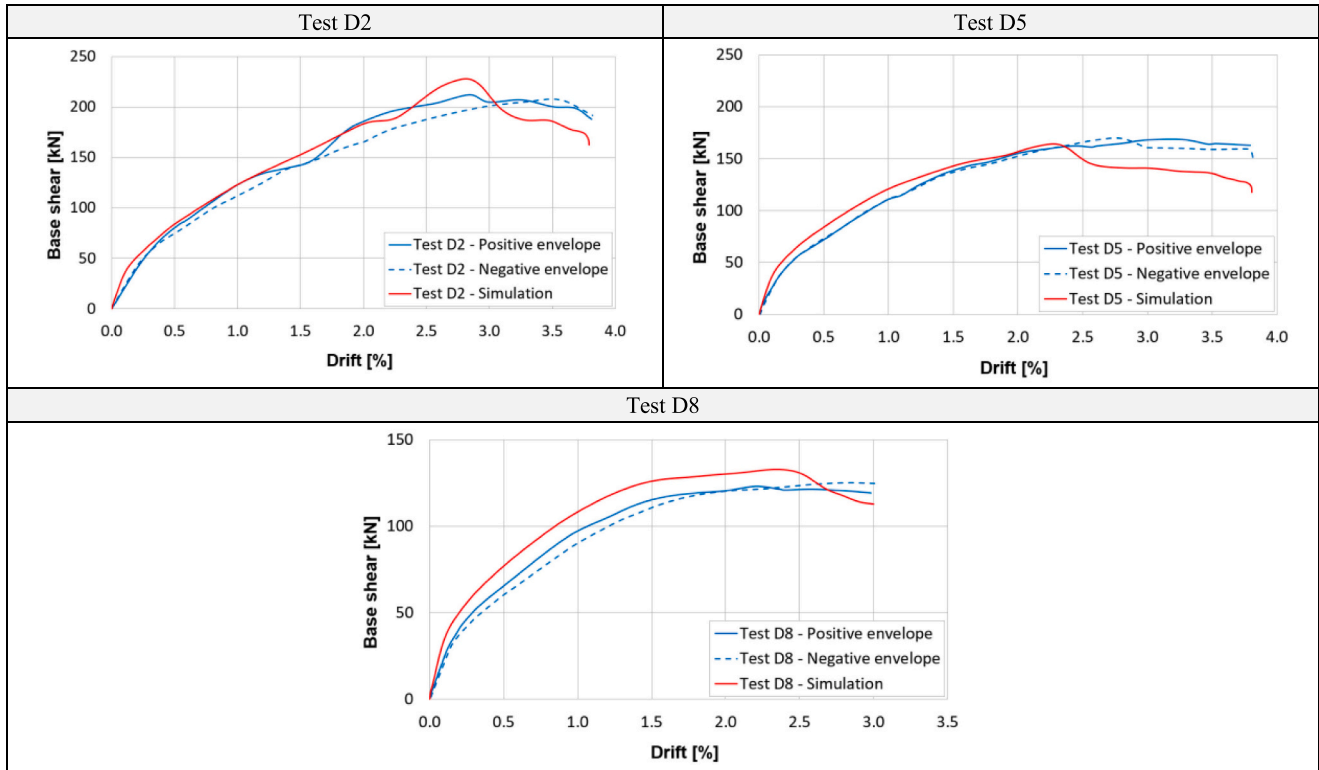 Test D2
Test D5
250
200
150
100
50
0
Base shear [kN]
Test D2 - Positive envelope
Test D2 - Negative envelope
Test D2 - Simulation
0.0 0.5 1.0 1.5 2.0 2.5 3.0 3.5 4.0
Drift [%]
250
200
150
100
50
0
Base shear [kN]
Test D5 - Positive envelope
Test D5 - Negative envelope
Test D5 - Simulation
0.0 0.5 1.0 1.5 2.0 2.5 3.0 3.5 4.0
Drift [%]
Test D8
150
100
50
0
Base shear [kN]
Test D8 - Positive envelope
Test D8 - Negative envelope
Test D8 - Simulation
0.0 0.5 1.0 1.5 2.0 2.5 3.0 3.5
Drift [%]